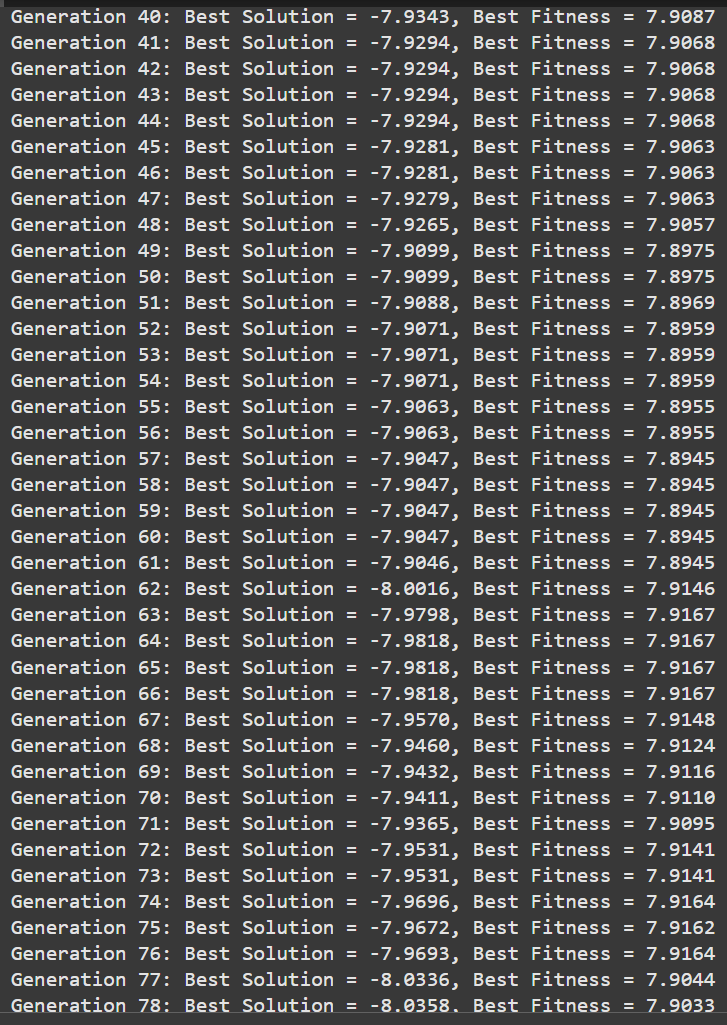 Generation 40: Best Solution = -7.9343, Best Fitness = 7.9087
Generation 41: Best Solution = -7.9294, Best Fitness = 7.9068
Generation 42: Best Solution = -7.9294, Best Fitness = 7.9068
Generation 43: Best Solution = -7.9294, Best Fitness = 7.9068
Generation 44: Best Solution = -7.9294, Best Fitness = 7.9068
Generation 45: Best Solution = -7.9281, Best Fitness = 7.9063
Generation 46: Best Solution = -7.9281, Best Fitness = 7.9063
Generation 47: Best Solution = -7.9279, Best Fitness = 7.9063
Generation 48: Best Solution = -7.9265, Best Fitness = 7.9057
Generation 49: Best Solution = -7.9099, Best Fitness = 7.8975
Generation 50: Best Solution = -7.9099, Best Fitness = 7.8975
Generation 51: Best Solution = -7.9088, Best Fitness = 7.8969
Generation 52: Best Solution = -7.9071, Best Fitness = 7.8959
Generation 53: Best Solution = -7.9071, Best Fitness = 7.8959
Generation 54: Best Solution = -7.9071, Best Fitness = 7.8959
Generation 55: Best Solution = -7.9063, Best Fitness = 7.8955
Generation 56: Best Solution = -7.9063, Best Fitness = 7.8955
Generation 57: Best Solution = -7.9047, Best Fitness = 7.8945
Generation 58: Best Solution = -7.9047, Best Fitness = 7.8945
Generation 59: Best Solution = -7.9047, Best Fitness = 7.8945
Generation 60: Best Solution = -7.9047, Best Fitness = 7.8945
Generation 61: Best Solution = -7.9046, Best Fitness = 7.8945
Generation 62: Best Solution = -8.0016, Best Fitness = 7.9146
Generation 63: Best Solution = -7.9798, Best Fitness = 7.9167
Generation 64: Best Solution = -7.9818, Best Fitness = 7.9167
Generation 65: Best Solution = -7.9818, Best Fitness = 7.9167
Generation 66: Best Solution = -7.9818, Best Fitness = 7.9167
Generation 67: Best Solution = -7.9570, Best Fitness = 7.9148
Generation 68: Best Solution = -7.9460, Best Fitness = 7.9124
Generation 69: Best Solution = -7.9432, Best Fitness = 7.9116
Generation 70: Best Solution = -7.9411, Best Fitness = 7.9110
Generation 71: Best Solution = -7.9365, Best Fitness = 7.9095
Generation 72: Best Solution = -7.9531, Best Fitness = 7.9141
Generation 73: Best Solution = -7.9531, Best Fitness = 7.9141
Generation 74: Best Solution = -7.9696, Best Fitness = 7.9164
Generation 75: Best Solution = -7.9672, Best Fitness = 7.9162
Generation 76: Best Solution = -7.9693, Best Fitness = 7.9164
Generation 77: Best Solution = -8.0336, Best Fitness = 7.9044
Generation 78: Best Solution = -8.0358, Best Fitness = 7.9033